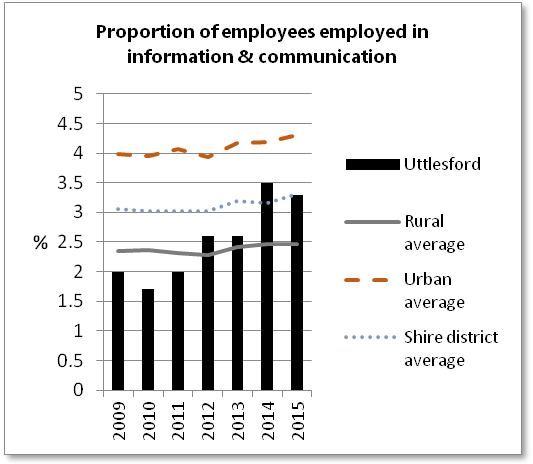 Proportion of employees employed in
information & communication
5
4.5
4
3.5
3
2.5
2
1.5
1
0.5
0
%
2009
2010
2011
2012
2013
2014
2015
Uttlesford
Rural
average
Urban
average
Shire district
average